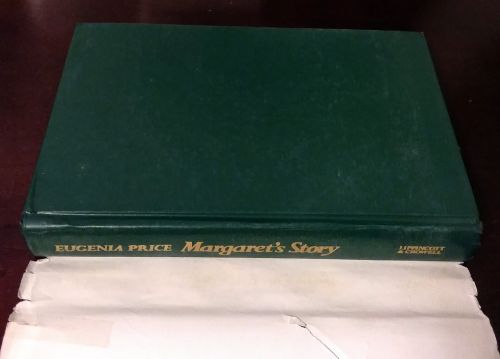 EUGENIA PRICE Margaret's Story
LIPPINCOTT
& CROWELL